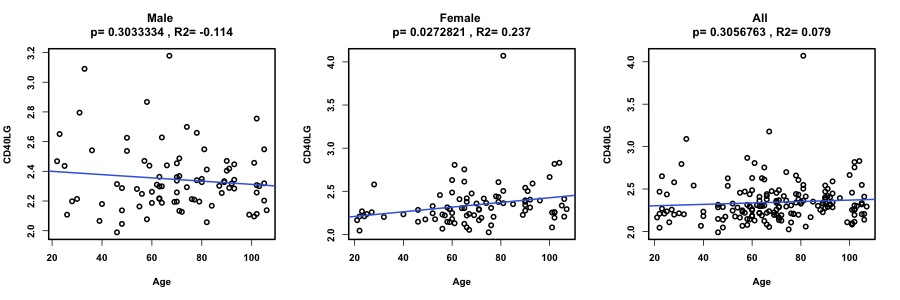 Male
p= 0.3033334 , R2= -0.114
CD40LG
3.2
3.0
2.8
2.6
2.4
2.2
2.0
20 40 60 80 100
Age
Female
p= 0.0272821 , R2= 0.237
CD40LG
4.0
3.5
3.0
2.5
2.0
20 40 60 80 100
Age
All
p= 0.3056763 , R2= 0.079
CD40LG
4.0
3.5
3.0
2.5
2.0
20 40 60 80 100
Age